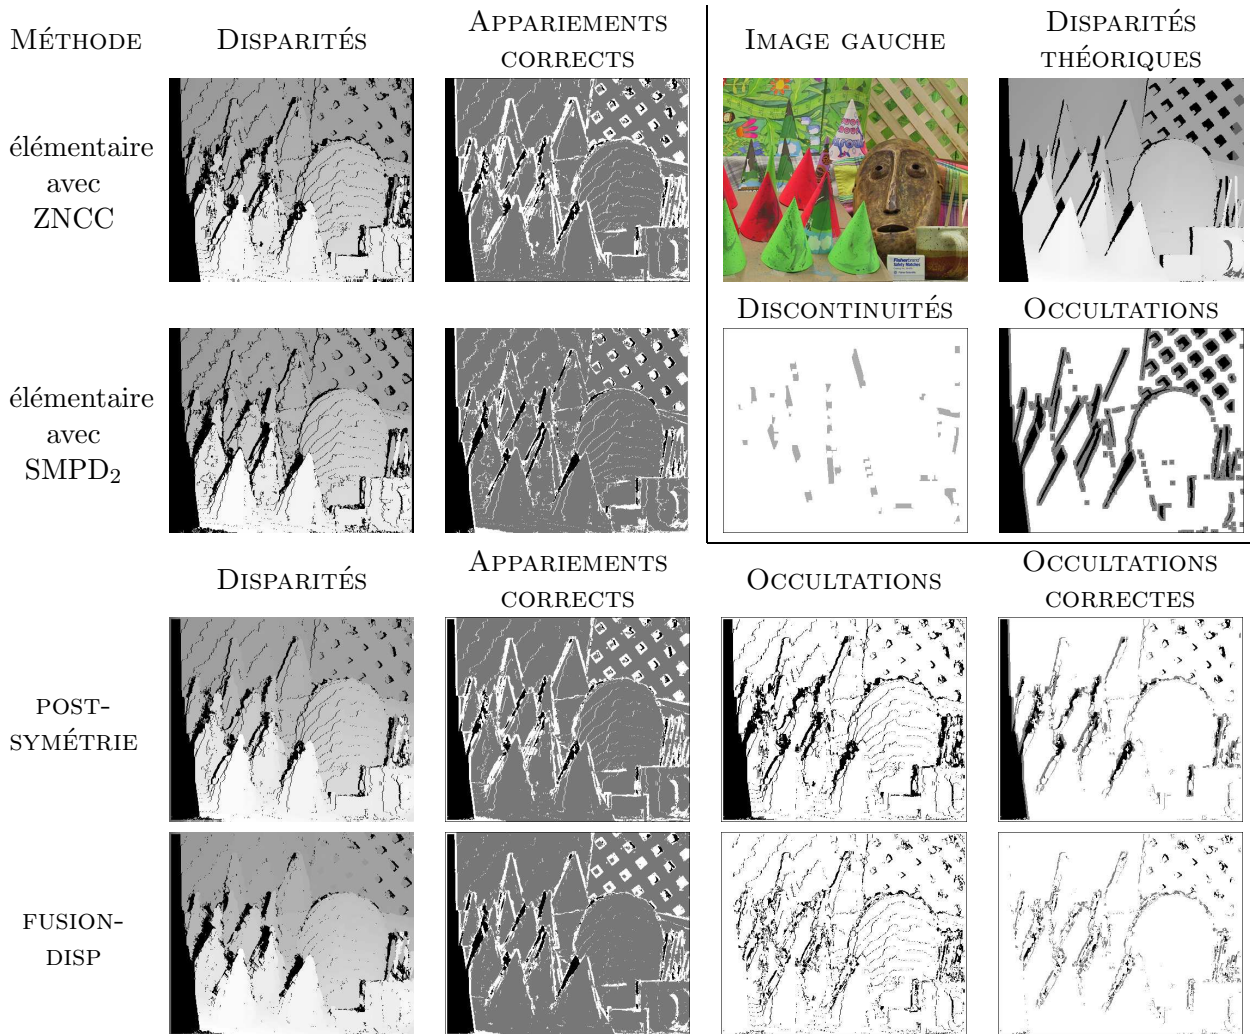 MÉTHODE
DISPARITÉS
APPARIEMENTS
CORRECTS
IMAGE GAUCHE
DISPARITÉS
THÉORIQUES
élémentaire
avec
ZNCC
DISCONTINUITÉS
OCCULTATIONS
élémentaire
avec
SMPD₂
DISPARITÉS
APPARIEMENTS
CORRECTS
OCCULTATIONS
OCCULTATIONS
CORRECTES
POST-
SYMÉTRIE
FUSION-
DISP